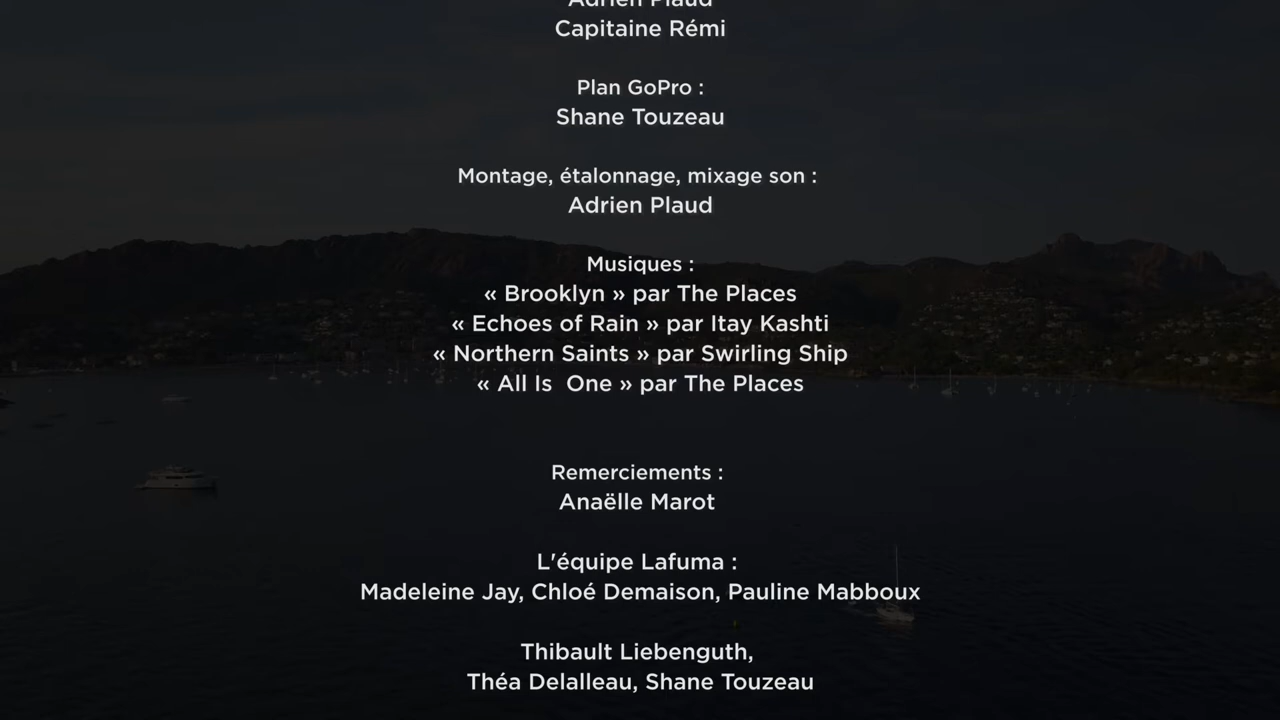 Adrien Plaud
Capitaine Rémi
Plan GoPro :
Shane Touzeau
Montage, étalonnage, mixage son :
Adrien Plaud
Musiques :
« Brooklyn » par The Places
« Echoes of Rain » par Itay Kashti
« Northern Saints » par Swirling Ship
« All Is  One » par The Places
Remerciements :
Anaëlle Marot
L'équipe Lafuma :
Madeleine Jay, Chloé Demaison, Pauline Mabboux
Thibault Liebenguth,
Théa Delalleau, Shane Touzeau